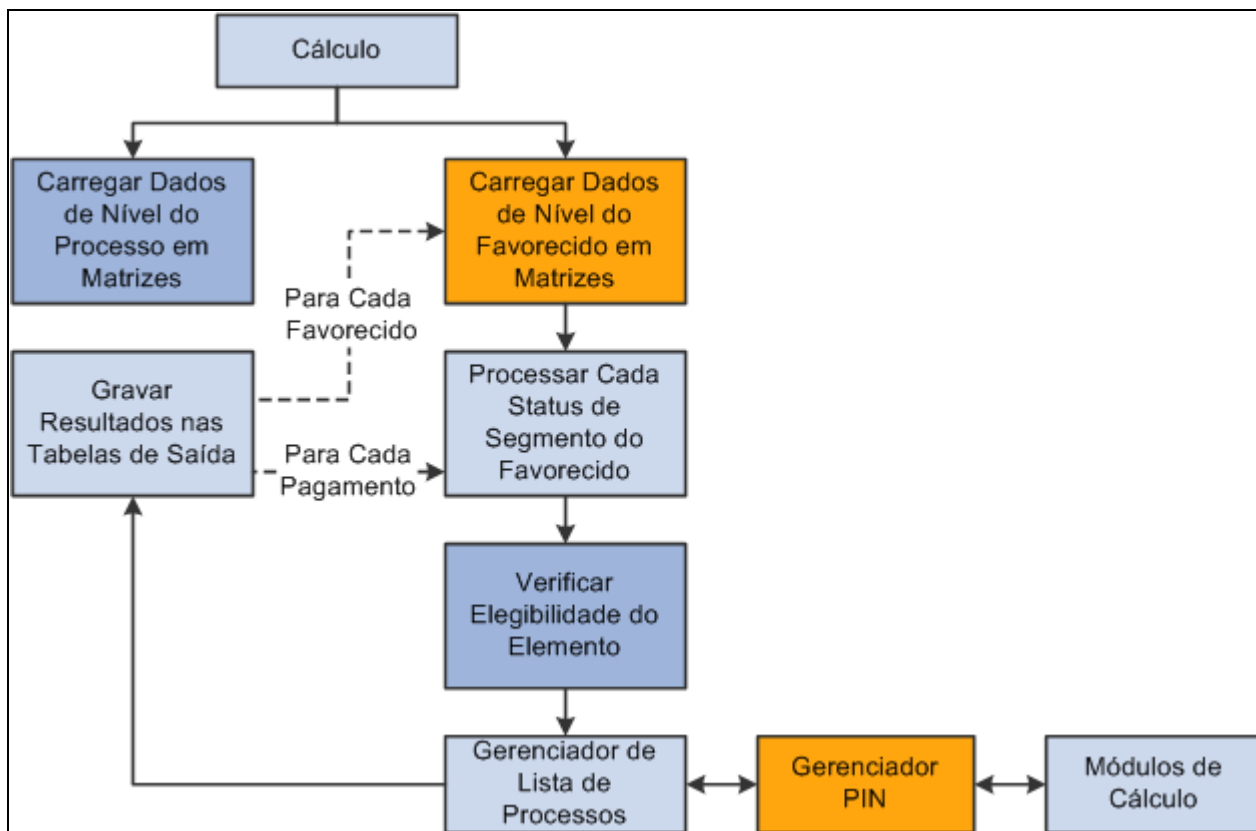 Cálculo
Carregar Dados
de Nível do
Processo em
Matrizes
Carregar Dados
de Nível do
Favorecido em
Matrizes
Para Cada
Favorecido
Gravar
Resultados nas
Tabelas de Saída
Para Cada
Pagamento
Processar Cada
Status de
Segmento do
Favorecido
Verificar
Elegibilidade do
Elemento
Gerenciador de
Lista de
Processos
Gerenciador
PIN
Módulos de
Cálculo